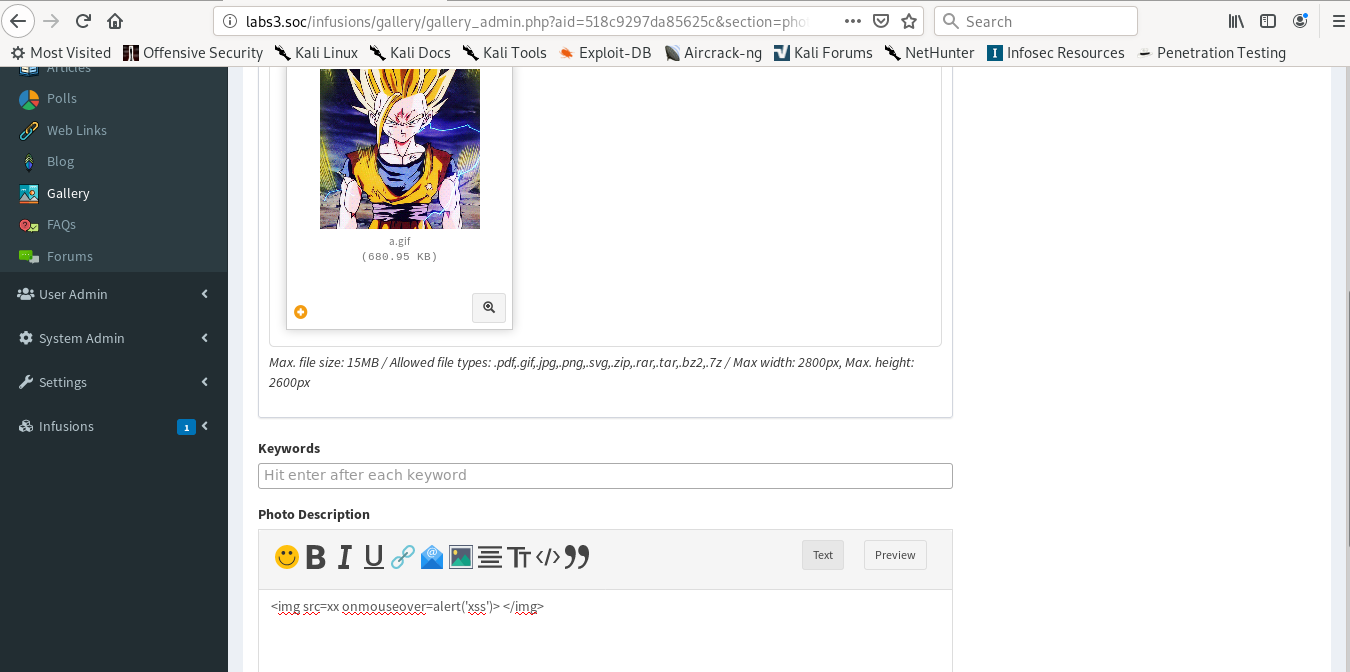 labs3.soc/infusions/gallery/gallery_admin.php?aid=518c9297da85625c&section=pho
Search
Most Visited Offensive Security Kali Linux Kali Docs Kali Tools Exploit-DB Aircrack-ng Kali Forums NetHunter Infosec Resources Penetration Testing
Articles
Polls
Web Links
Blog
Gallery
FAQs
Forums
User Admin
System Admin
Settings
Infusions 1
a.gif
(680.95 KB)
Max. file size: 15MB / Allowed file types: .pdf,.gif,.jpg,.png,.svg,.zip,.rar,.tar,.bz2,.7z / Max width: 2800px, Max. height:
2600px
Keywords
Hit enter after each keyword
Photo Description
Text Preview
<img src=xx onmouseover=alert('xss')> </img>